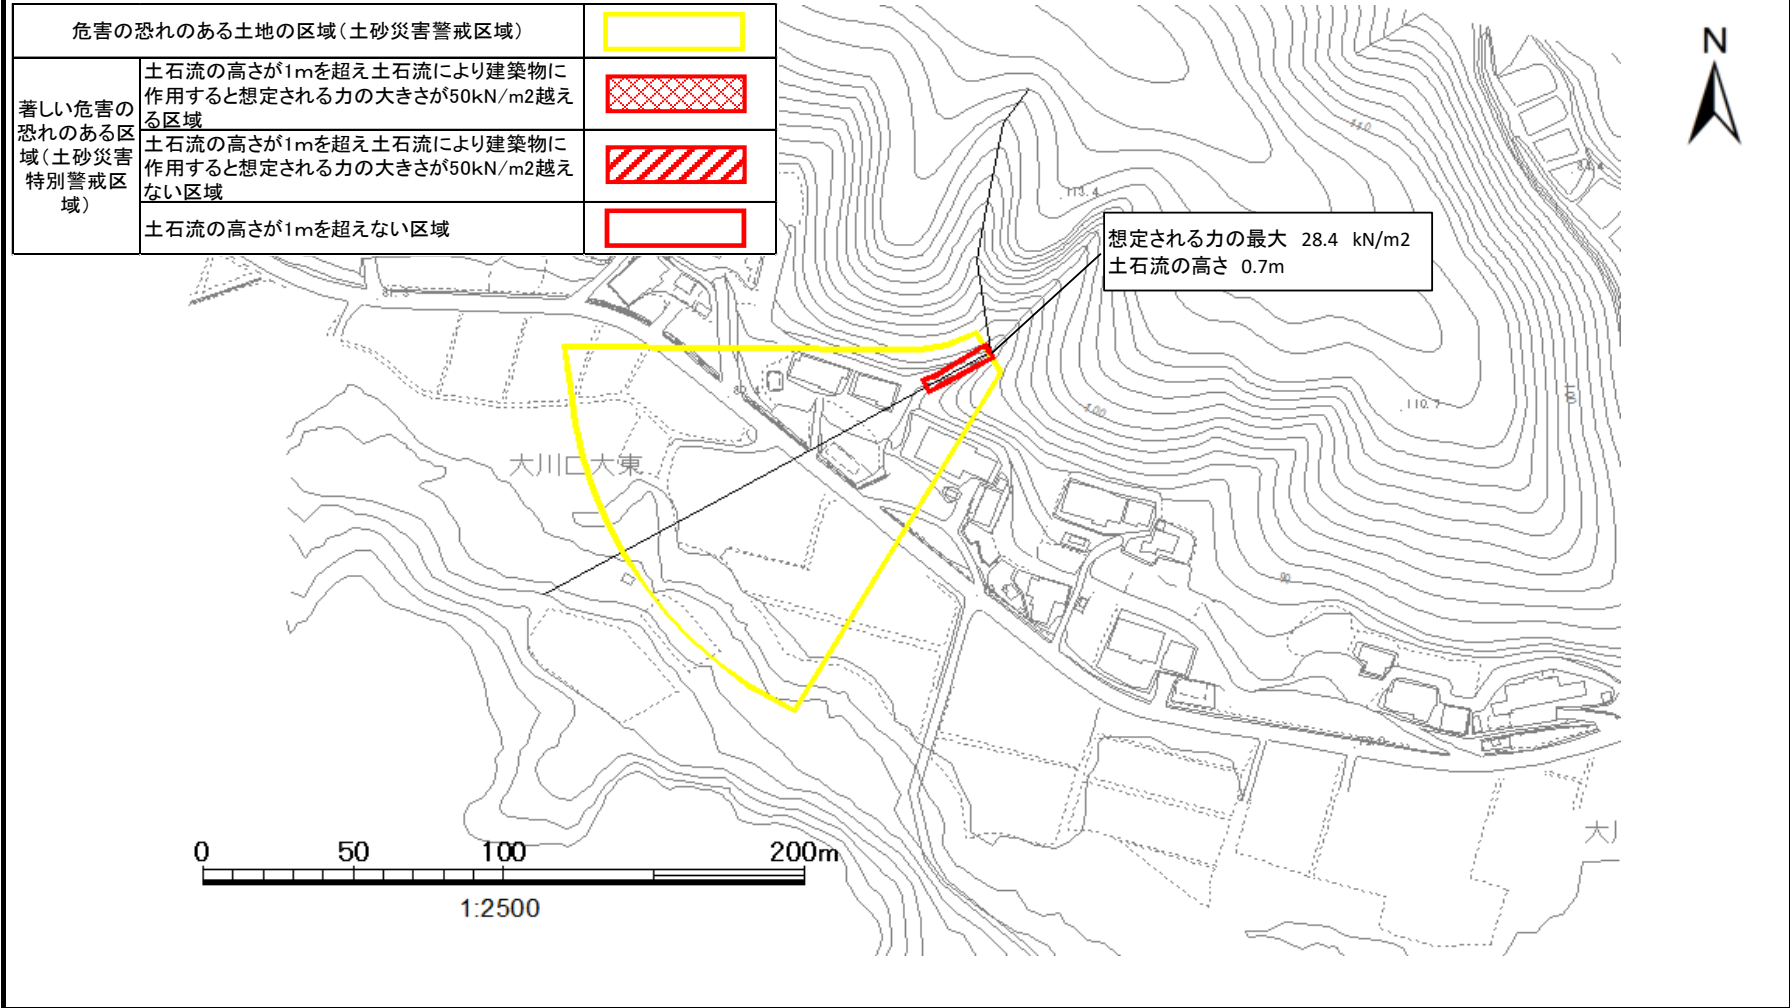 危害の恐れのある土地の区域(土砂災害警戒区域)
著しい危害の
恐れのある区
域(土砂災害
特別警戒区
域)
土石流の高さが1mを超え土石流により建築物に
作用すると想定される力の大きさが50kN/m2越え
る区域
土石流の高さが1mを超え土石流により建築物に
作用すると想定される力の大きさが50kN/m2越え
ない区域
土石流の高さが1mを超えない区域
N
110
113.4
想定される力の最大 28.4 kN/m2
土石流の高さ 0.7m
100
110.7
大川口大東
90
大川
0 50 100 200m
1:2500